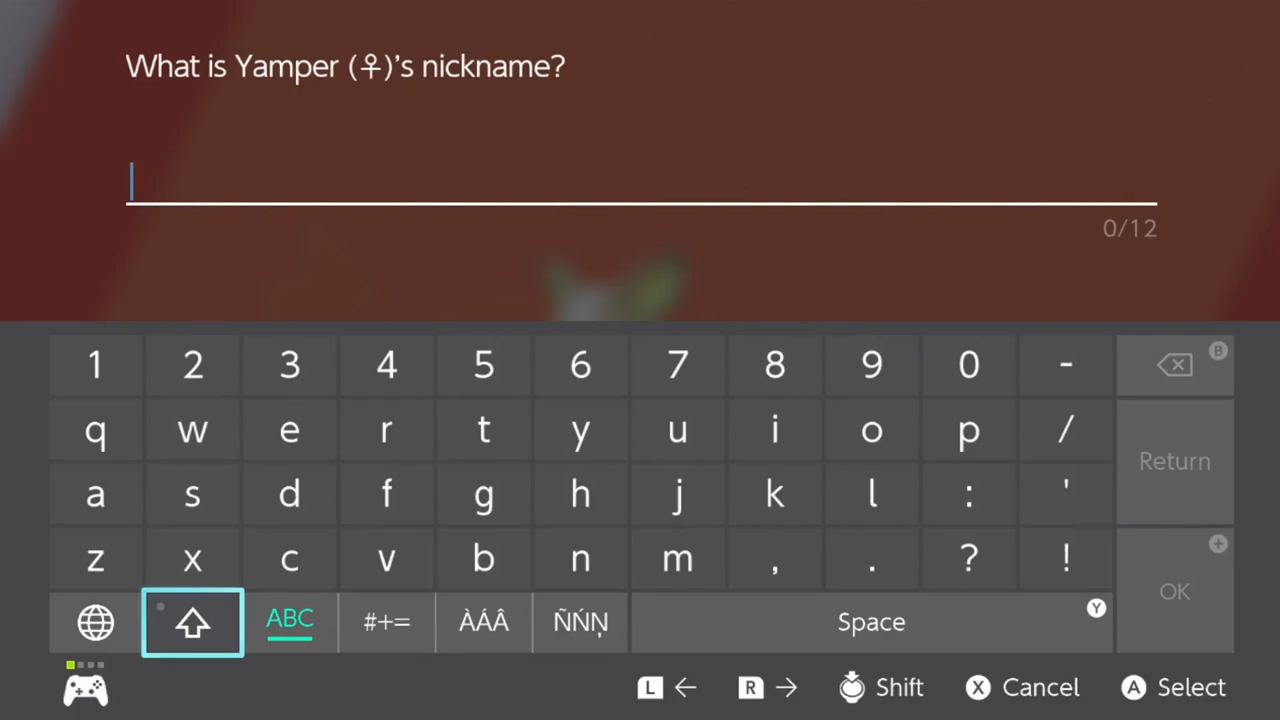 What is Yamper (♀)’s nickname?
0/12
1 2 3 4 5 6 7 8 9 0 - B
q w e r t y u i o p /
Return
a s d f g h j k l : '
z x c v b n m , . ? ! +
OK
ABC #+= ÀÁÂ ÑŃŅ Space Y
L ← R → Shift X Cancel A Select